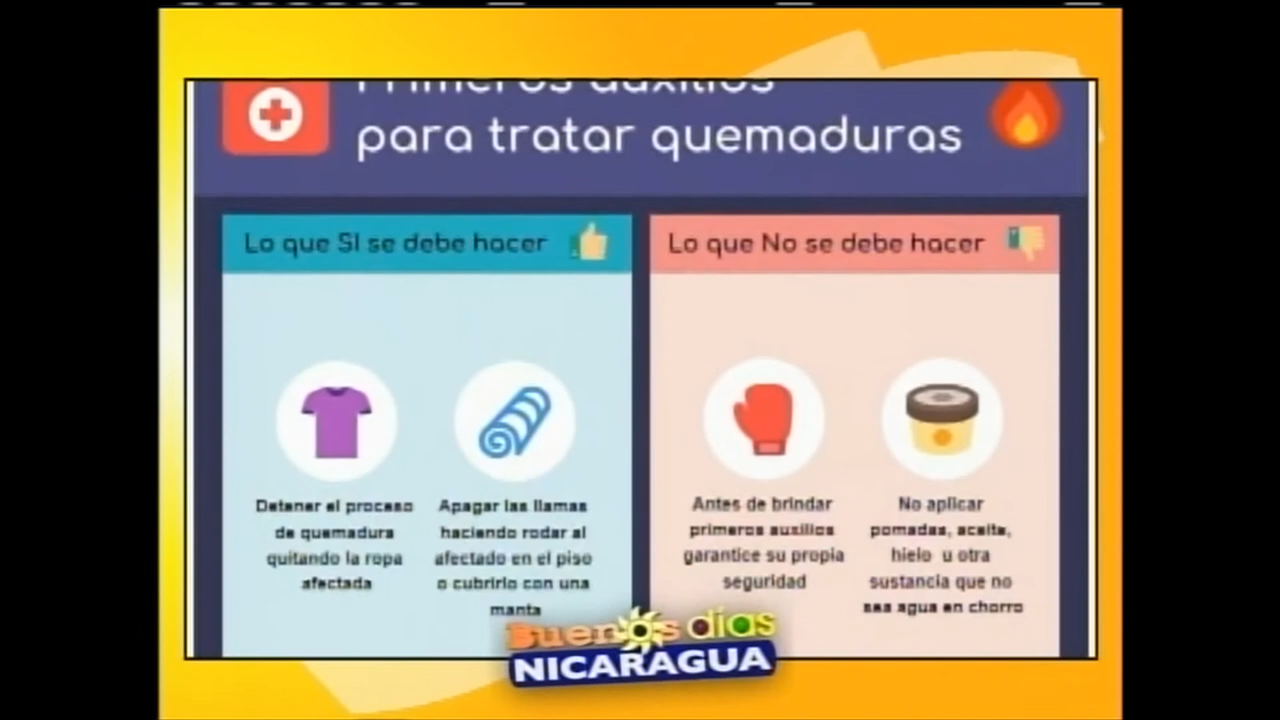 Primeros auxilios
para tratar quemaduras
Lo que SI se debe hacer
Lo que No se debe hacer
Detener el proceso
de quemadura
quitando la ropa
afectada
Apagar las llamas
haciendo rodar al
afectado en el piso
o cubrirlo con una
manta
Antes de brindar
primeros auxilios
garantice su propia
seguridad
No aplicar
pomadas, aceite,
hielo u otra
sustancia que no
sea agua en chorro
Buenos días
NICARAGUA